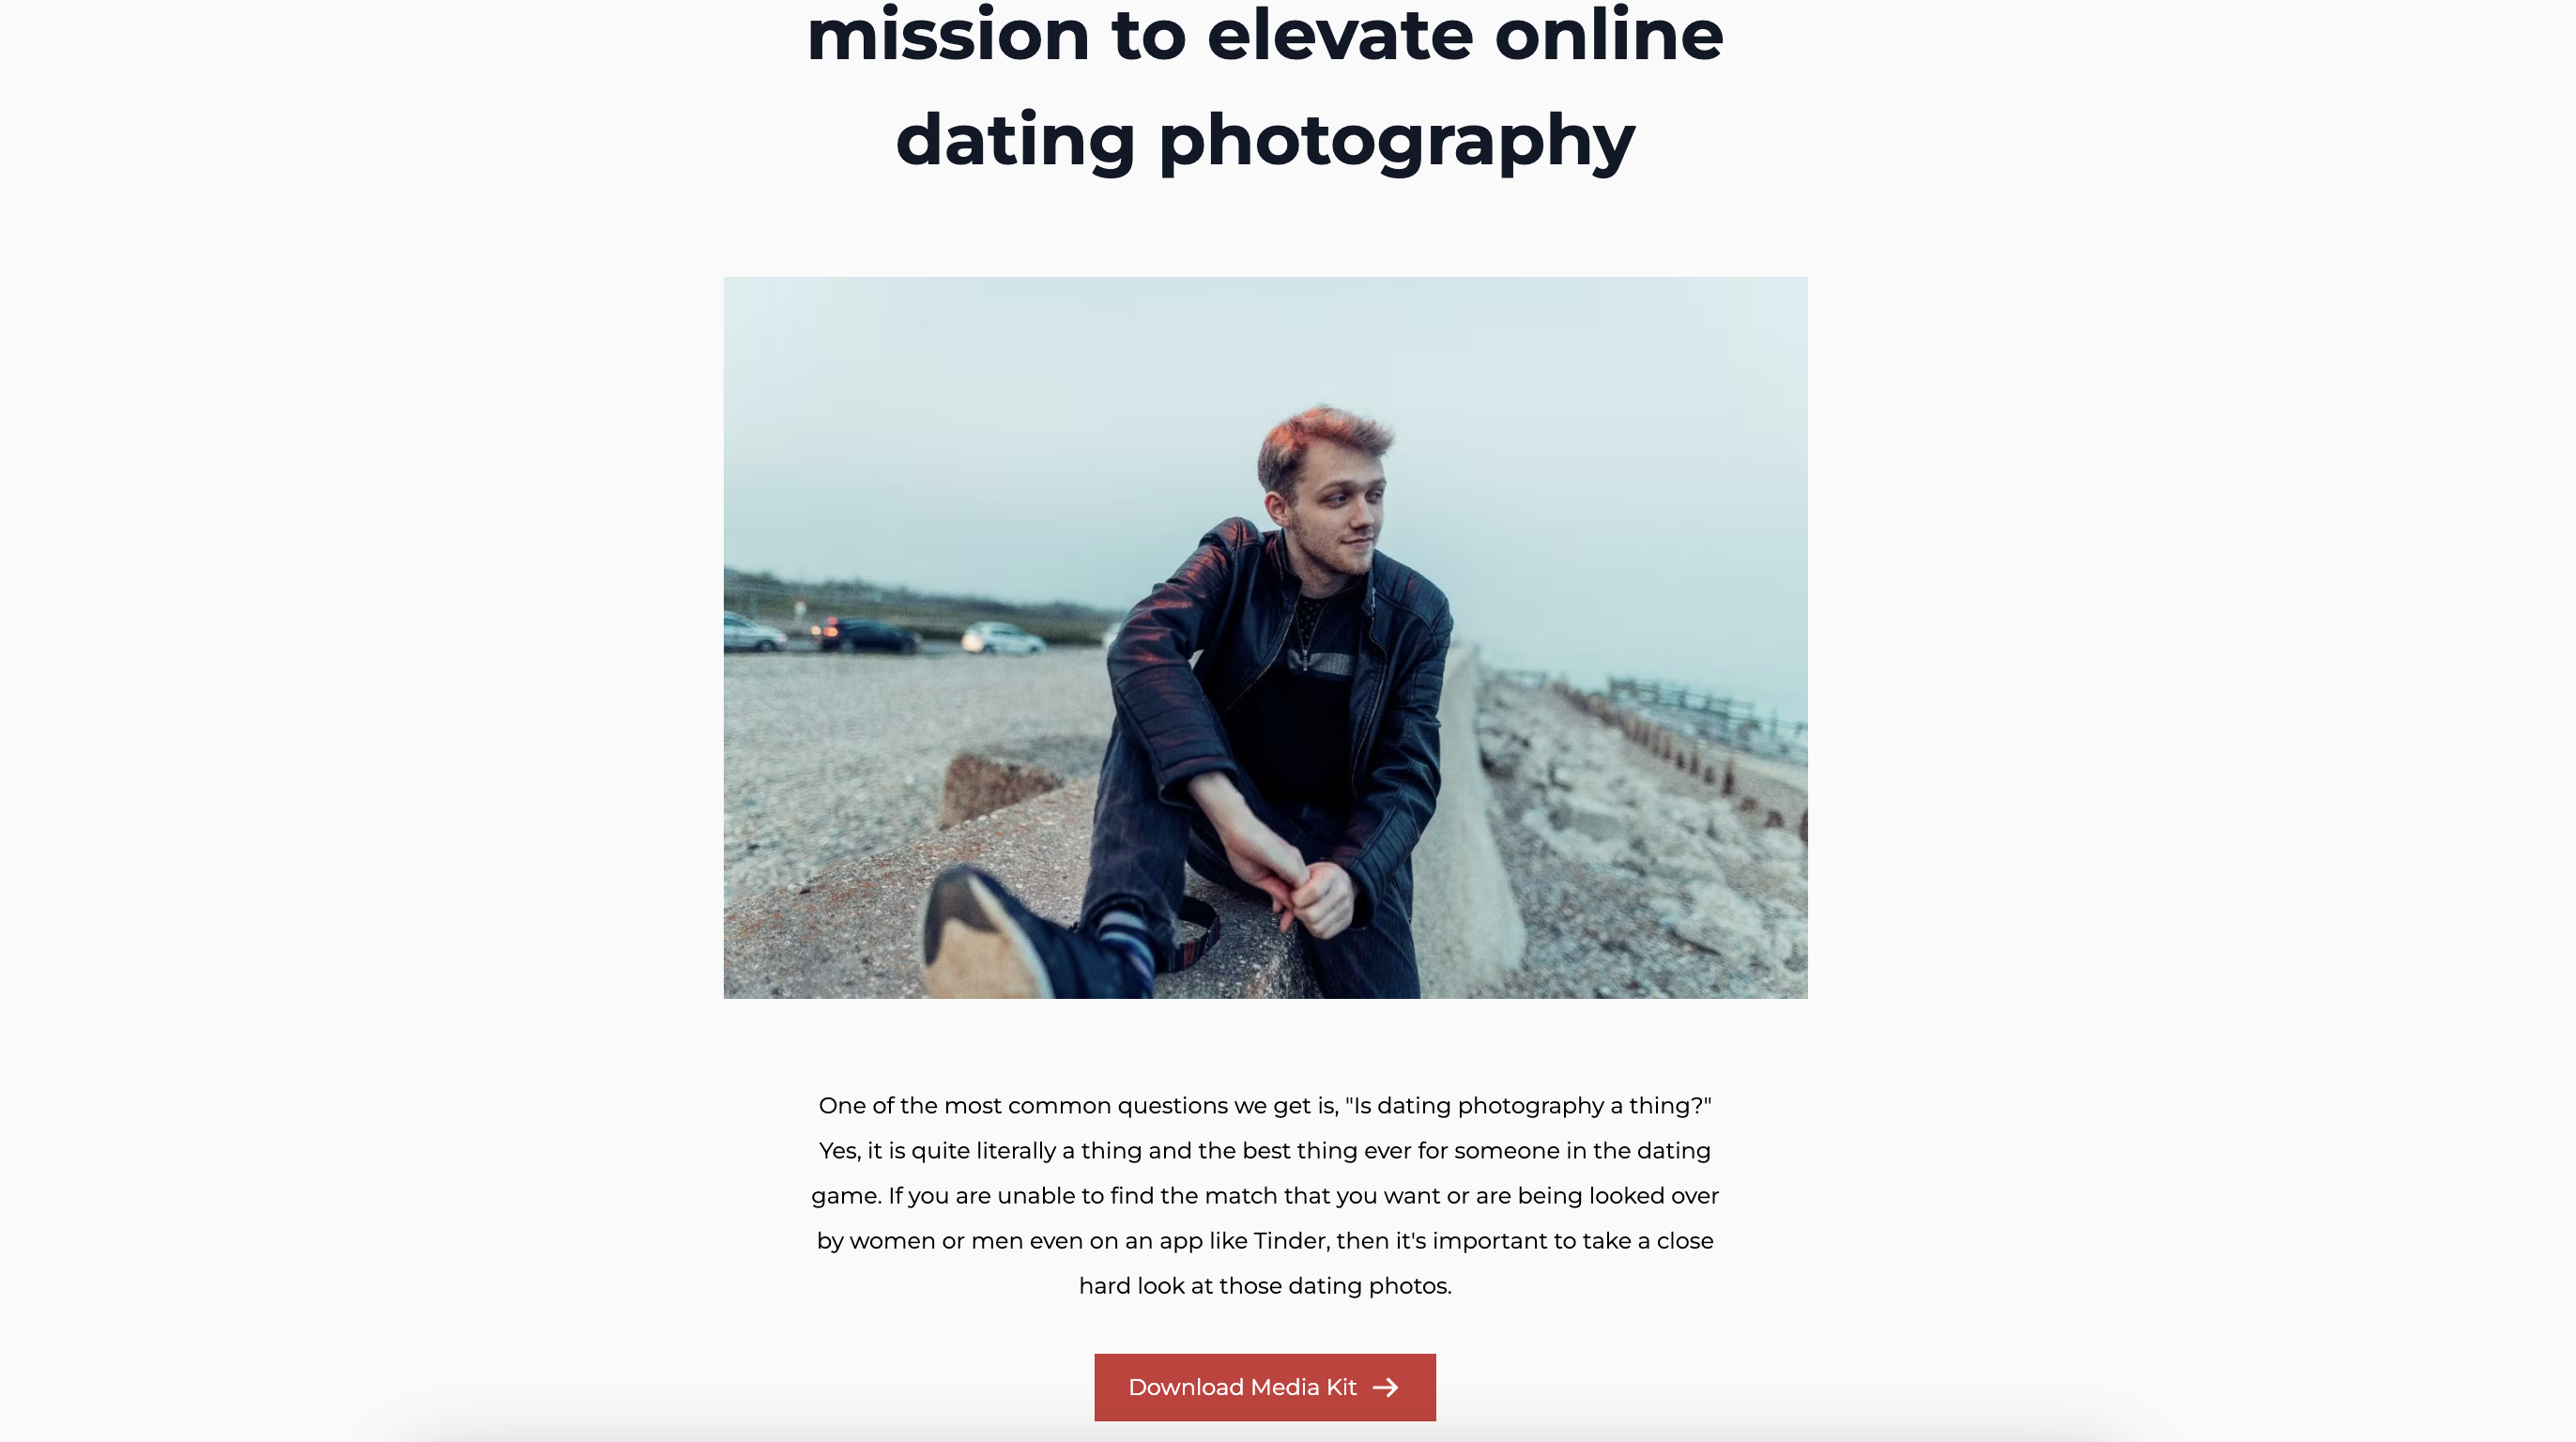 mission to elevate online
dating photography
One of the most common questions we get is, "Is dating photography a thing?"
Yes, it is quite literally a thing and the best thing ever for someone in the dating
game. If you are unable to find the match that you want or are being looked over
by women or men even on an app like Tinder, then it's important to take a close
hard look at those dating photos.
Download Media Kit →